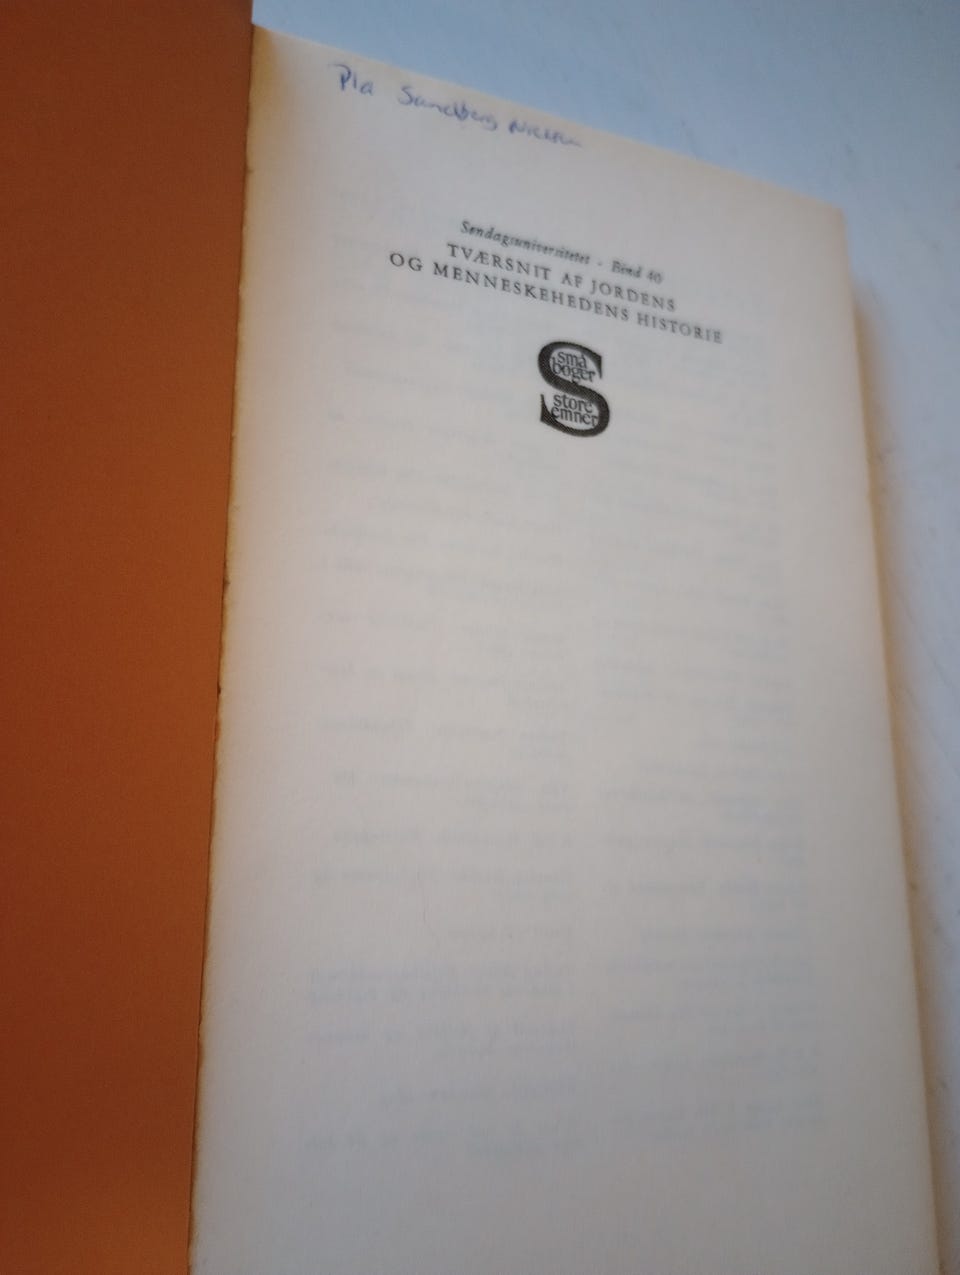 Pia Sandberg Nielsen
Søndagsuniversitetet - Bind 40
TVÆRSNIT AF JORDENS
OG MENNESKEHEDENS HISTORIE
små
bøger
store
emner